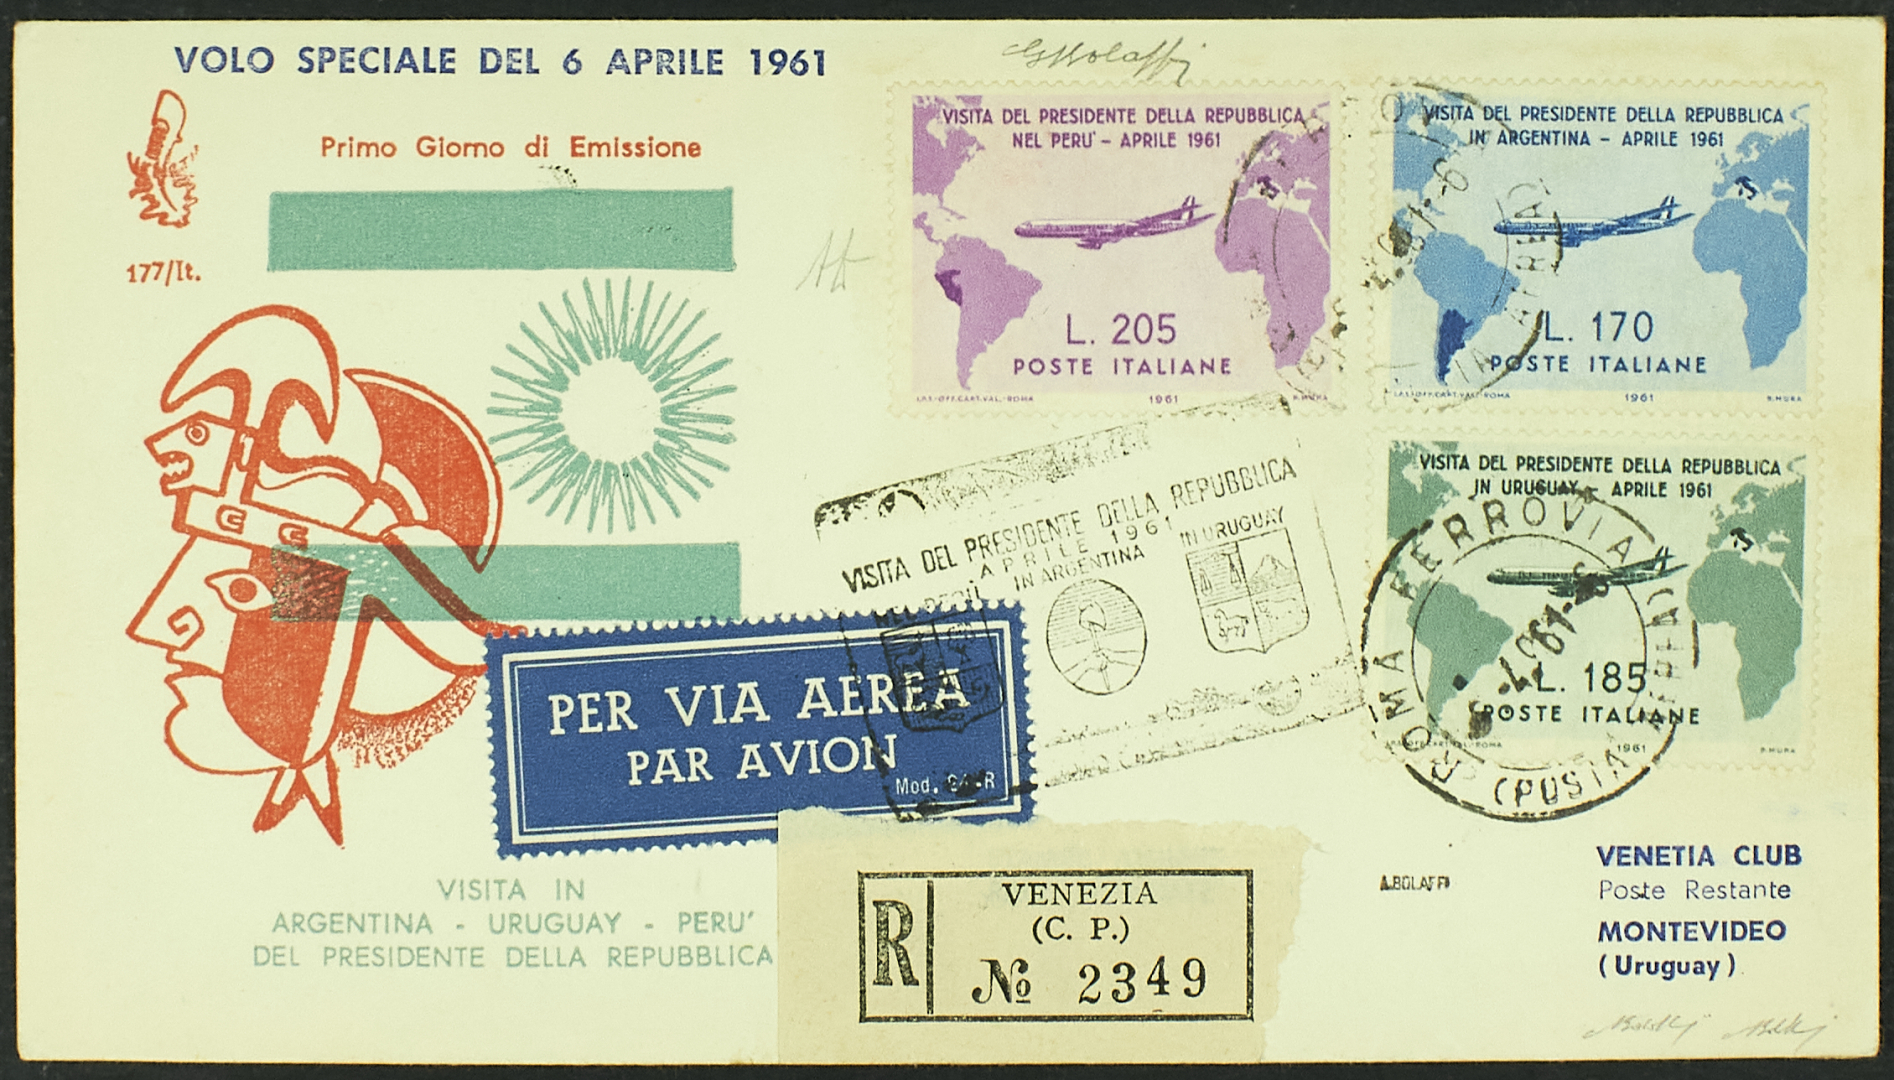 VOLO SPECIALE DEL 6 APRILE 1961
Primo Giorno di Emissione
177/It.
VISITA DEL PRESIDENTE DELLA REPUBBLICA
NEL PERU' - APRILE 1961
L. 205
POSTE ITALIANE
1961
VISITA DEL PRESIDENTE DELLA REPUBBLICA
IN ARGENTINA - APRILE 1961
L. 170
POSTE ITALIANE
1961
VISITA DEL PRESIDENTE DELLA REPUBBLICA
IN URUGUAY - APRILE 1961
L. 185
POSTE ITALIANE
1961
ROMA FERROVIA
(POSTA AEREA)
VISITA DEL PRESIDENTE DELLA REPUBBLICA
APRILE 1961
IN ARGENTINA
IN URUGUAY
PER VIA AEREA
PAR AVION
Mod.
VISITA IN
ARGENTINA - URUGUAY - PERU'
DEL PRESIDENTE DELLA REPUBBLICA
R
VENEZIA
(C. P.)
№ 2349
A.BOLAFFI
VENETIA CLUB
Poste Restante
MONTEVIDEO
(Uruguay)